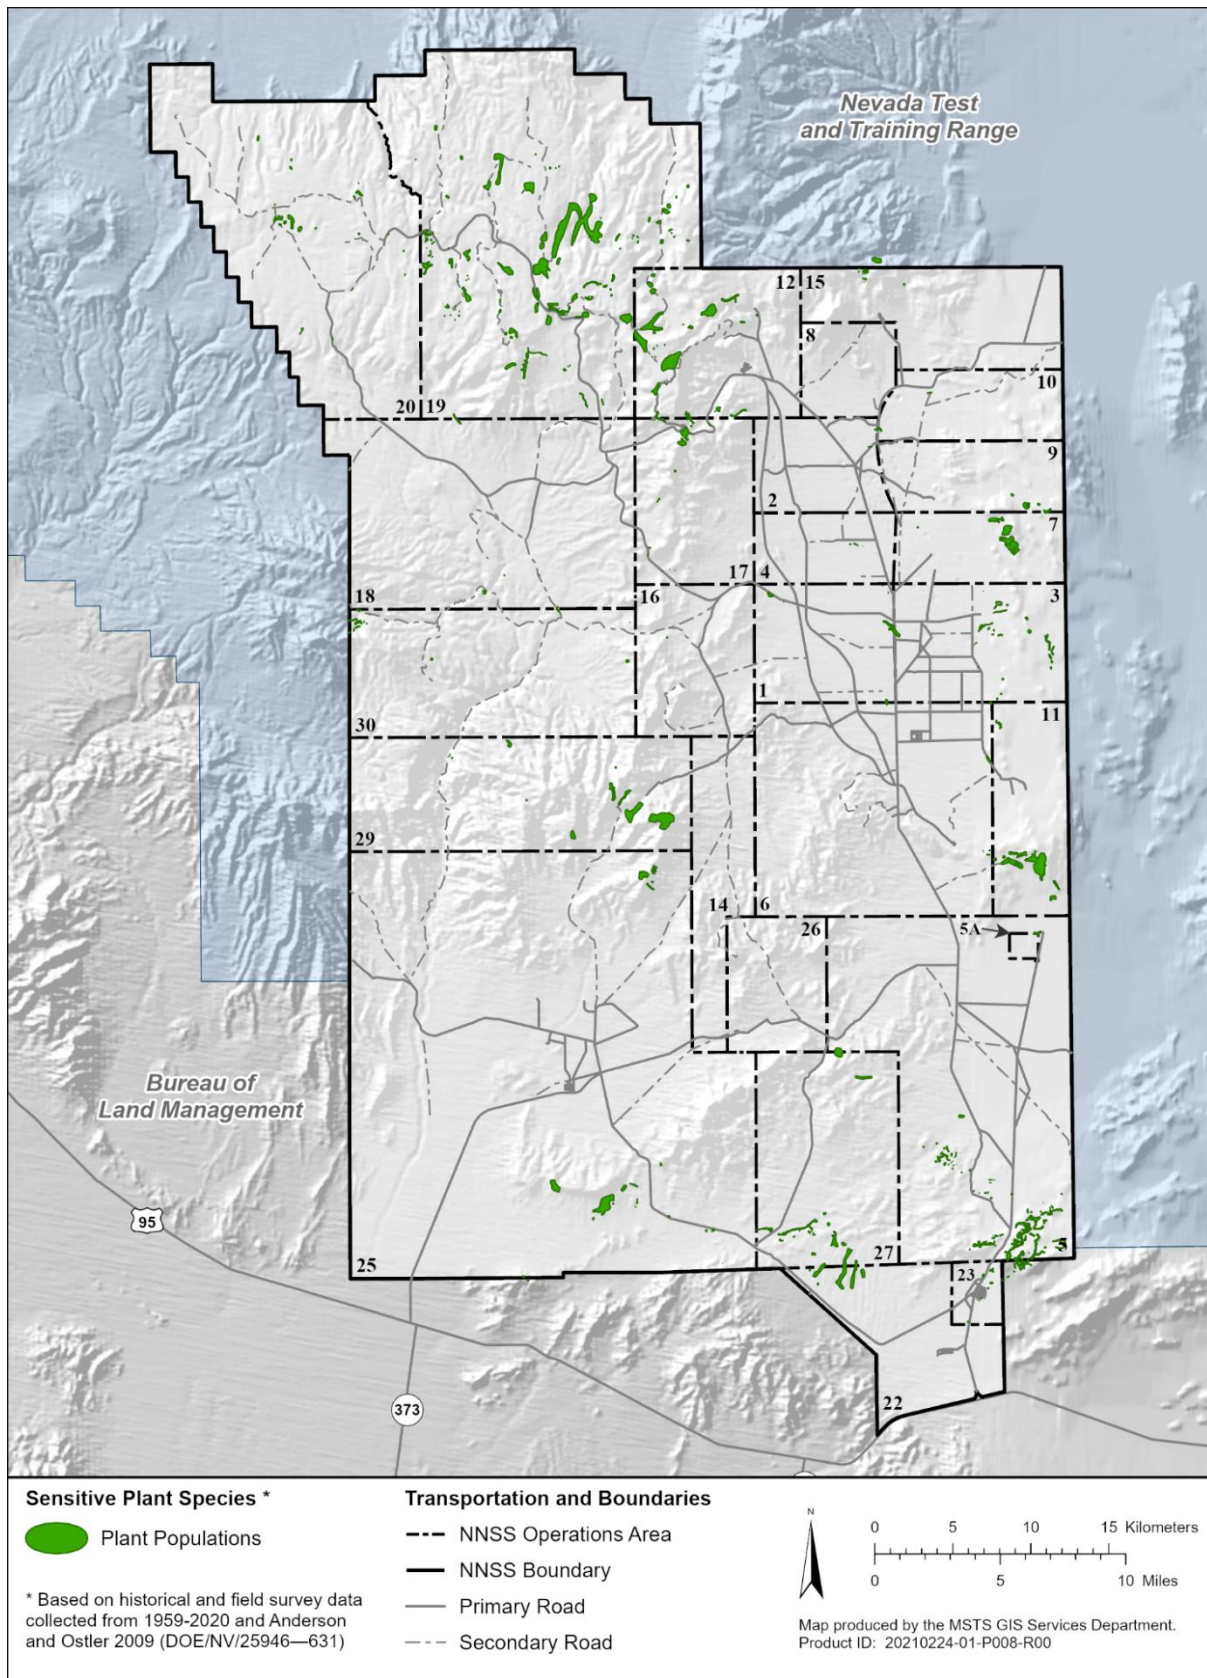 Nevada Test
and Training Range
12
15
8
10
20
19
9
2
7
18
16
17
4
3
1
11
30
29
14
6
26
5A
Bureau of
Land Management
95
25
27
5
23
22
373
Sensitive Plant Species *
Plant Populations
* Based on historical and field survey data
collected from 1959-2020 and Anderson
and Ostler 2009 (DOE/NV/25946—631)
Transportation and Boundaries
NNSS Operations Area
NNSS Boundary
Primary Road
Secondary Road
N
0 5 10 15 Kilometers
0 5 10 Miles
Map produced by the MSTS GIS Services Department.
Product ID: 20210224-01-P008-R00